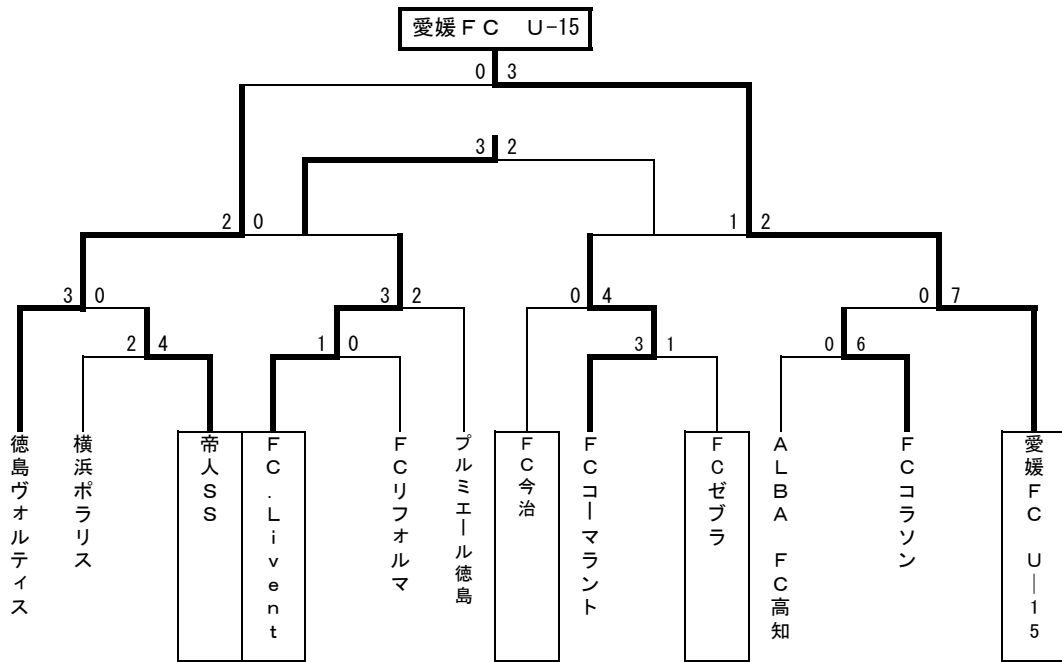 愛媛ＦＣ　Ｕ-15
0 3
3 2
2 0
1 2
3 0
3 2
0 4
0 7
2 4
1 0
3 1
0 6
徳島ヴォルティス
横浜ポラリス
帝人ＳＳ
ＦＣ．Ｌｉｖｅｎｔ
ＦＣリフォルマ
プルミエール徳島
ＦＣ今治
ＦＣコーマラント
ＦＣゼブラ
ＡＬＢＡ　ＦＣ高知
ＦＣコラソン
愛媛ＦＣ　Ｕ－１５